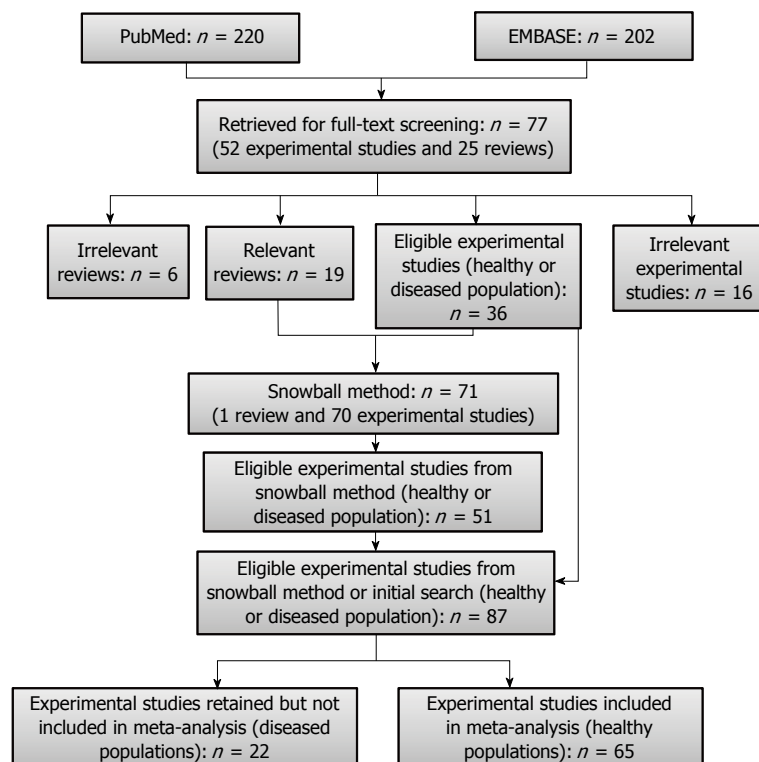 PubMed: n = 220
EMBASE: n = 202
Retrieved for full-text screening: n = 77
(52 experimental studies and 25 reviews)
Irrelevant
reviews: n = 6
Relevant
reviews: n = 19
Eligible experimental
studies (healthy or
diseased population):
n = 36
Irrelevant
experimental
studies: n = 16
Snowball method: n = 71
(1 review and 70 experimental studies)
Eligible experimental studies from
snowball method (healthy or
diseased population): n = 51
Eligible experimental studies from
snowball method or initial search (healthy
or diseased population): n = 87
Experimental studies retained but not
included in meta-analysis (diseased
populations): n = 22
Experimental studies included
in meta-analysis (healthy
populations): n = 65